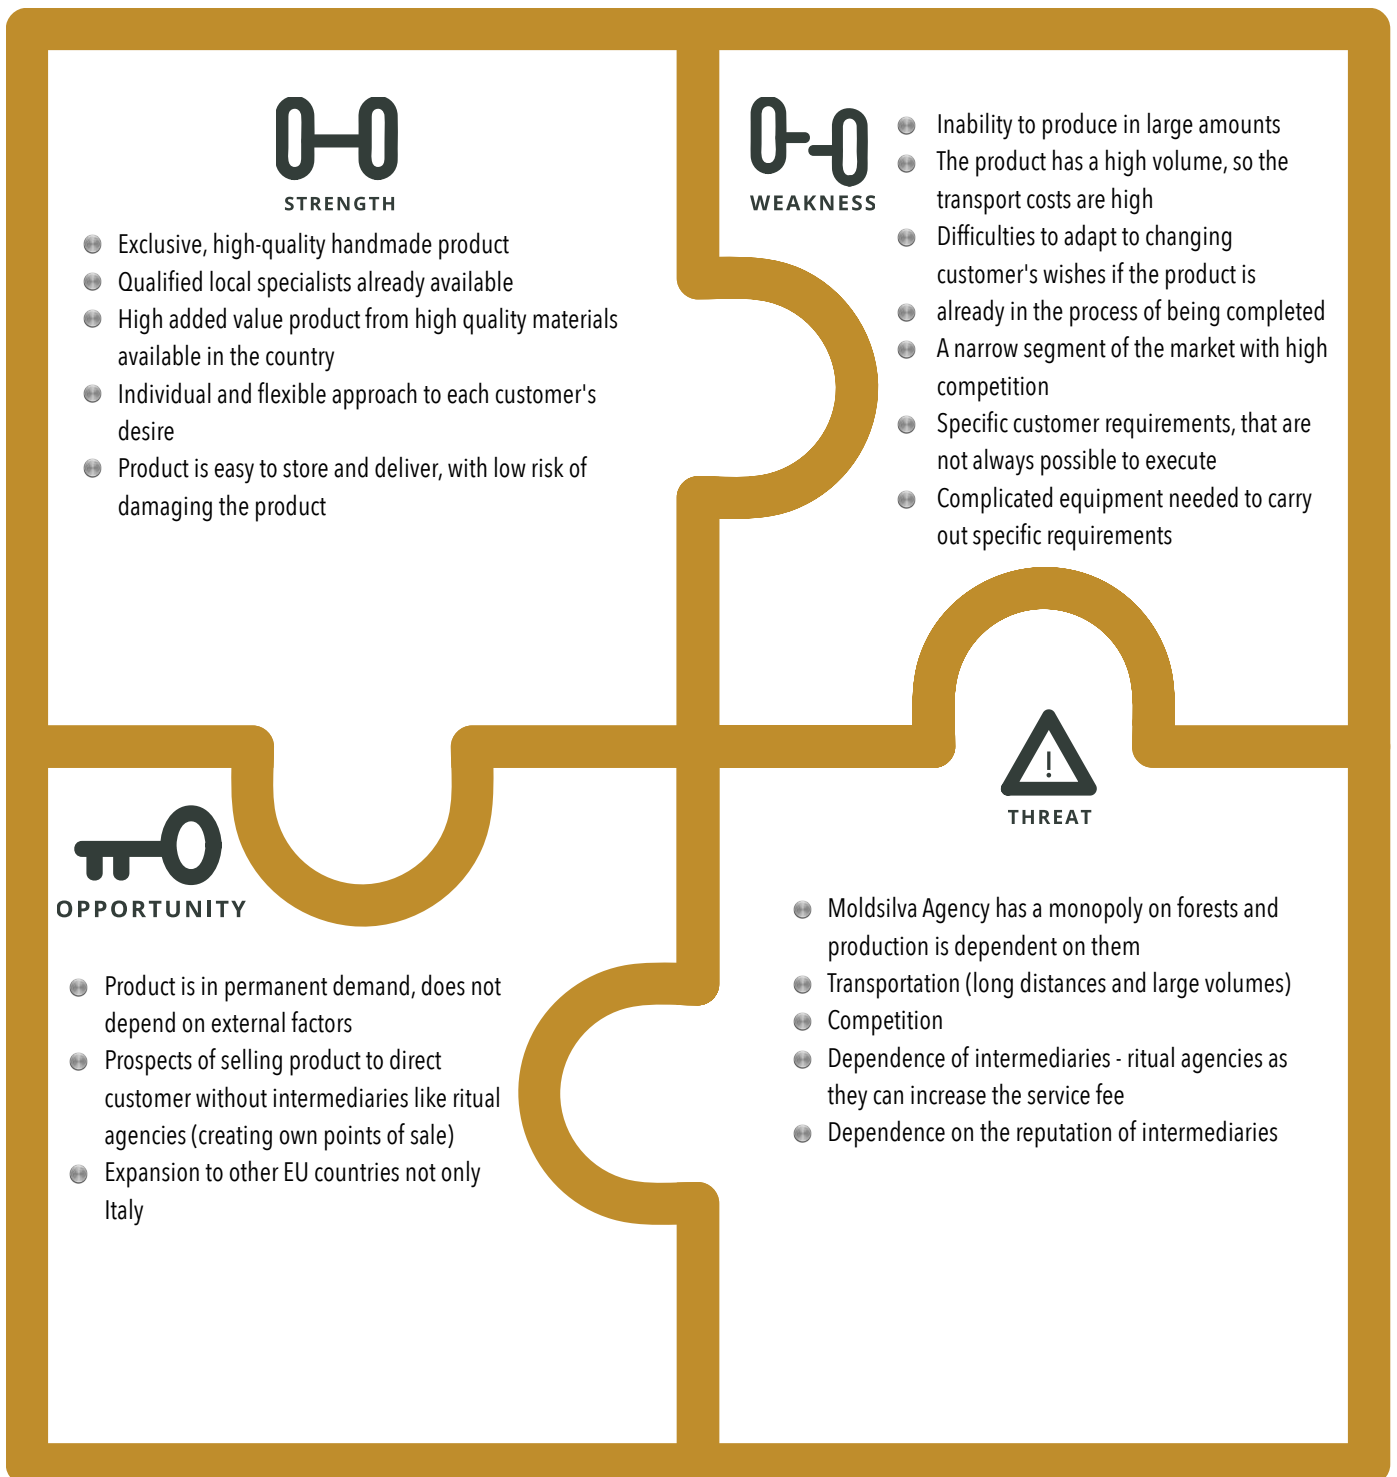 STRENGTH
Exclusive, high-quality handmade product
Qualified local specialists already available
High added value product from high quality materials
available in the country
Individual and flexible approach to each customer's
desire
Product is easy to store and deliver, with low risk of
damaging the product
WEAKNESS
Inability to produce in large amounts
The product has a high volume, so the
transport costs are high
Difficulties to adapt to changing
customer's wishes if the product is
already in the process of being completed
A narrow segment of the market with high
competition
Specific customer requirements, that are
not always possible to execute
Complicated equipment needed to carry
out specific requirements
OPPORTUNITY
Product is in permanent demand, does not
depend on external factors
Prospects of selling product to direct
customer without intermediaries like ritual
agencies (creating own points of sale)
Expansion to other EU countries not only
Italy
!
THREAT
Moldsilva Agency has a monopoly on forests and
production is dependent on them
Transportation (long distances and large volumes)
Competition
Dependence of intermediaries - ritual agencies as
they can increase the service fee
Dependence on the reputation of intermediaries